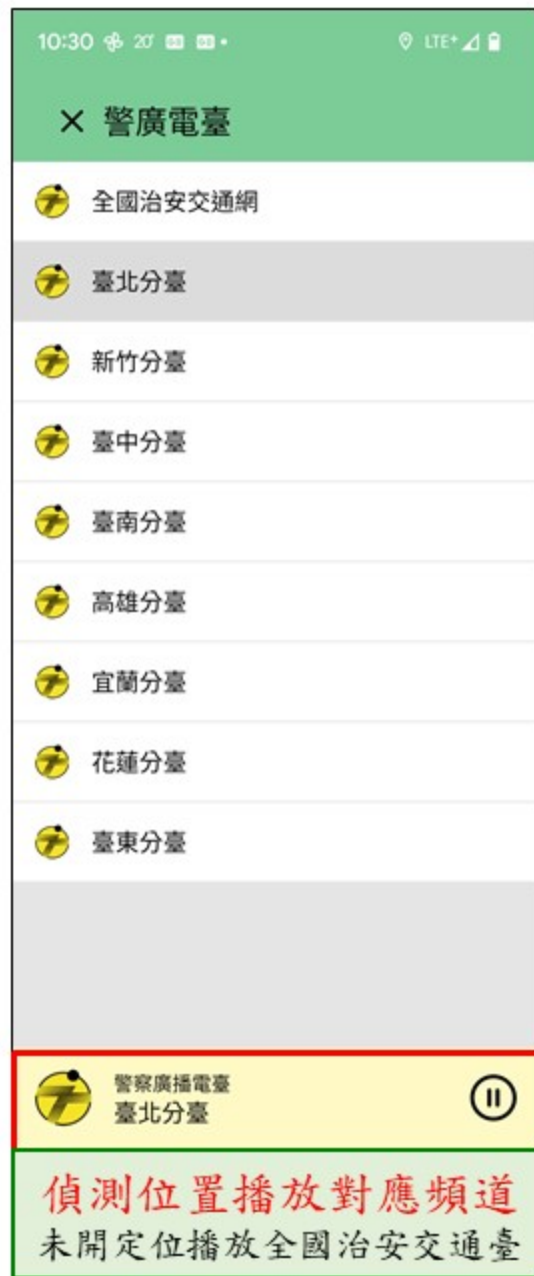 10:30 20°
LTE+
× 警廣電臺
全國治安交通網
臺北分臺
新竹分臺
臺中分臺
臺南分臺
高雄分臺
宜蘭分臺
花蓮分臺
臺東分臺
警察廣播電臺
臺北分臺
偵測位置播放對應頻道
未開定位播放全國治安交通臺